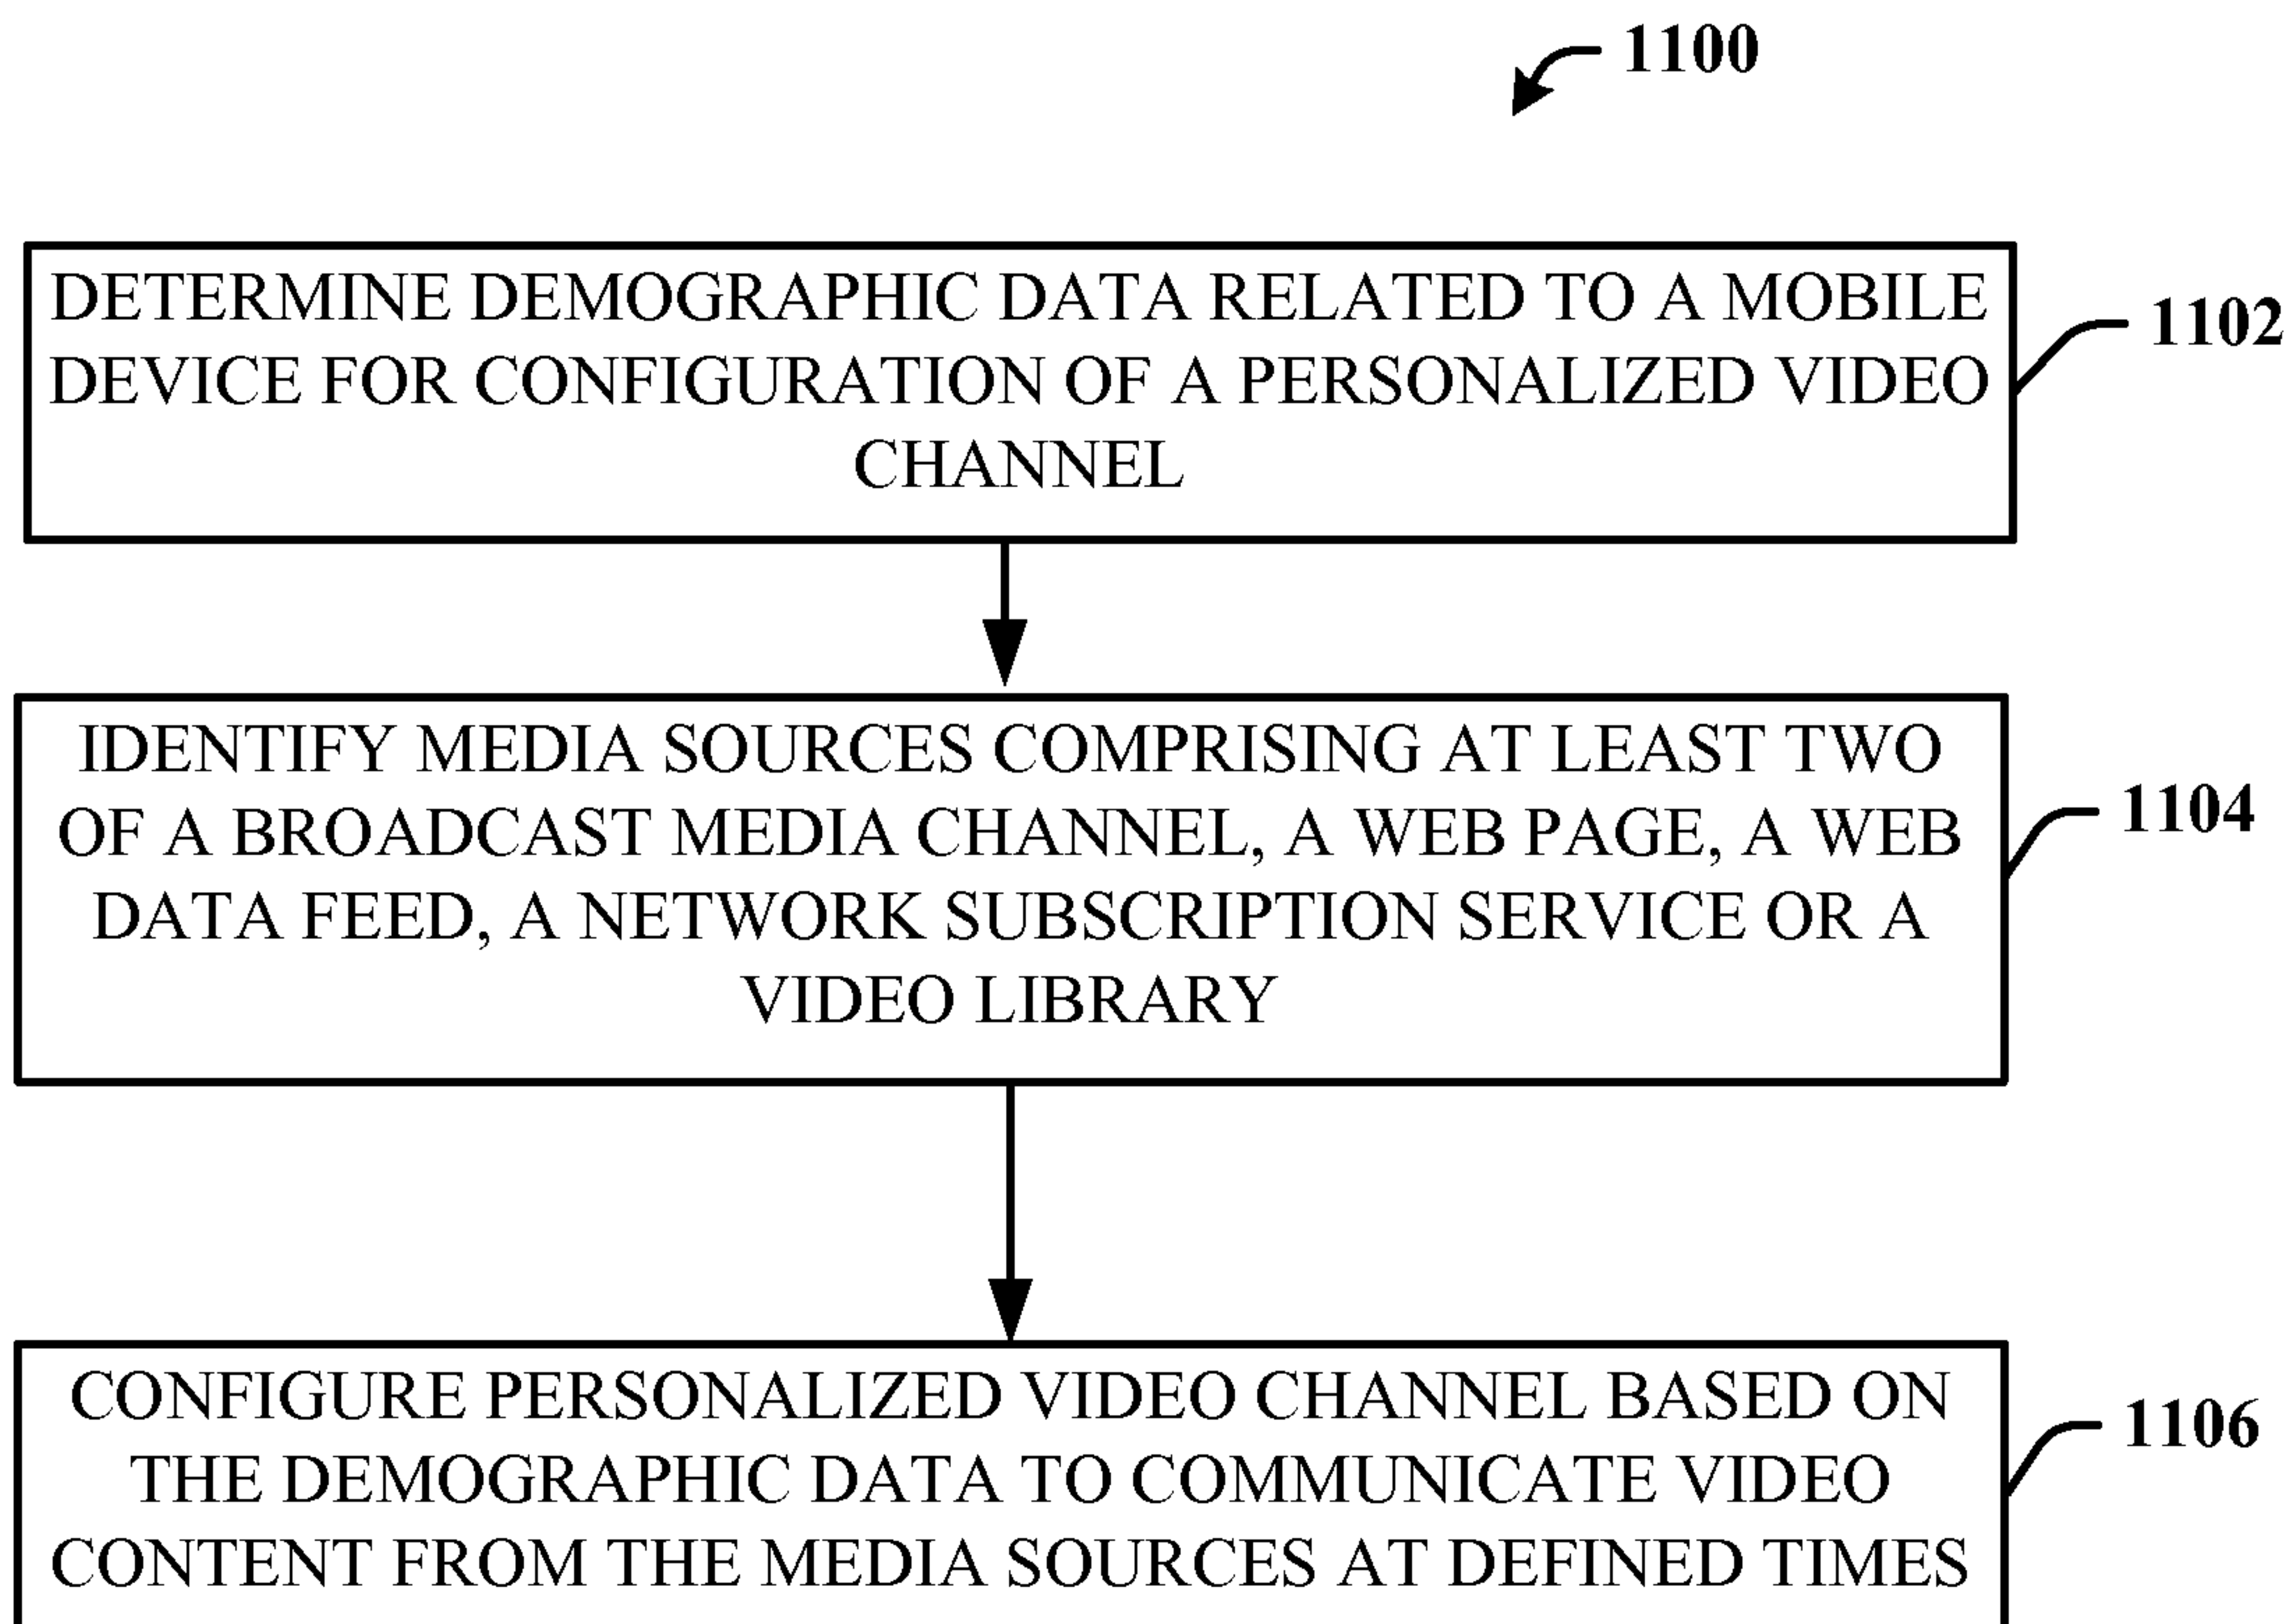 1100
DETERMINE DEMOGRAPHIC DATA RELATED TO A MOBILE
DEVICE FOR CONFIGURATION OF A PERSONALIZED VIDEO
CHANNEL
1102
IDENTIFY MEDIA SOURCES COMPRISING AT LEAST TWO
OF A BROADCAST MEDIA CHANNEL, A WEB PAGE, A WEB
DATA FEED, A NETWORK SUBSCRIPTION SERVICE OR A
VIDEO LIBRARY
1104
CONFIGURE PERSONALIZED VIDEO CHANNEL BASED ON
THE DEMOGRAPHIC DATA TO COMMUNICATE VIDEO
CONTENT FROM THE MEDIA SOURCES AT DEFINED TIMES
1106